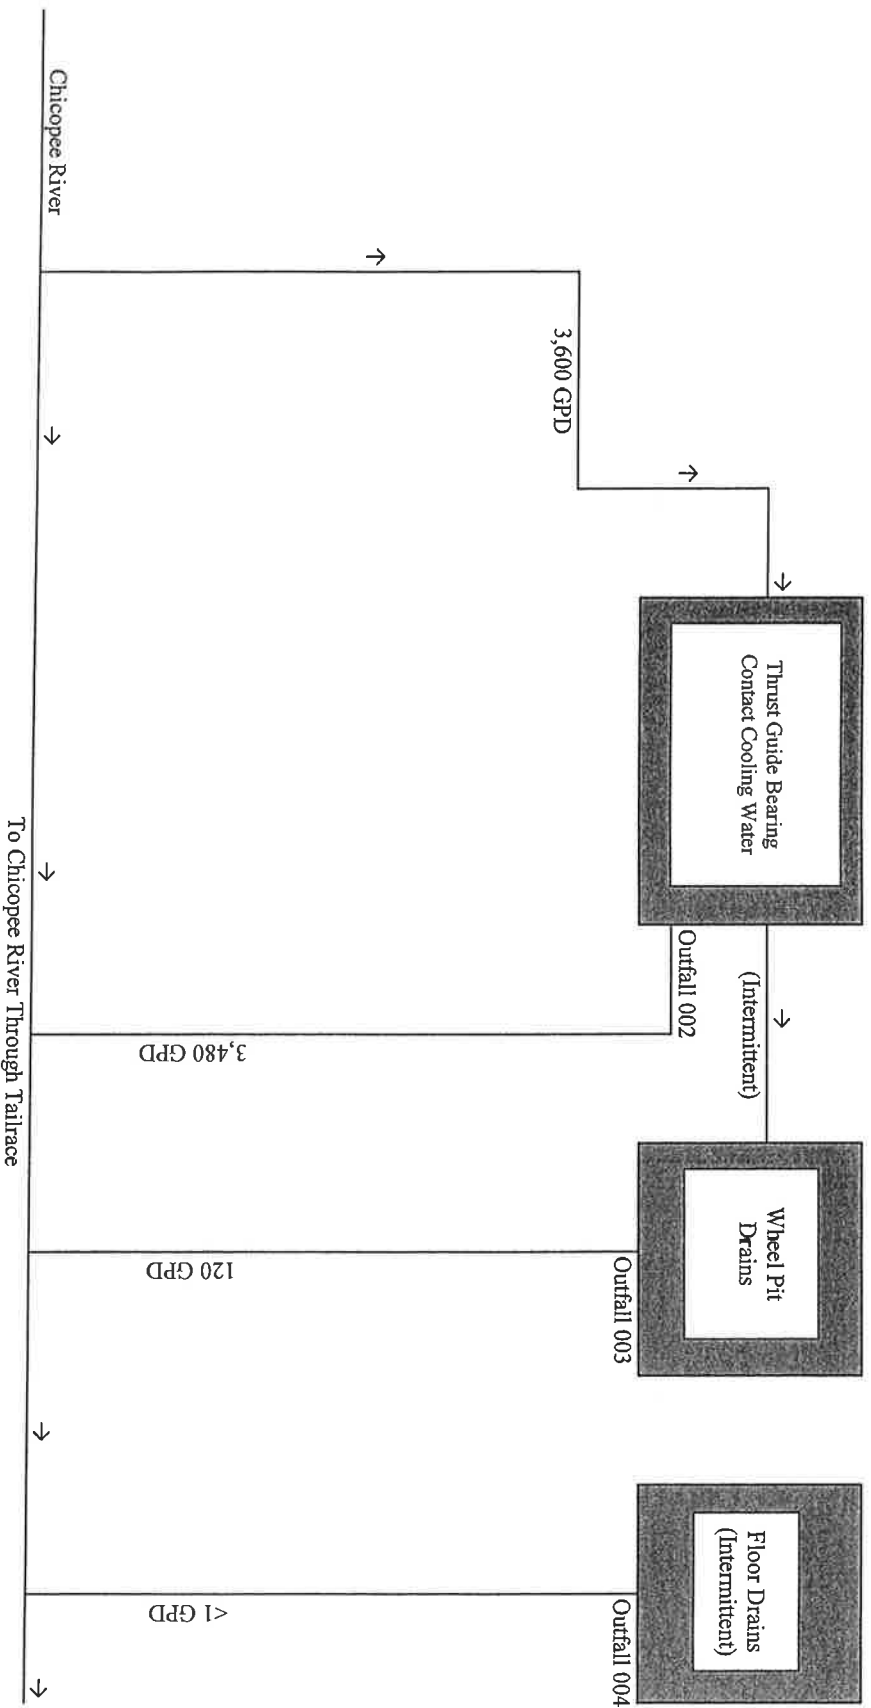 Chicopee River
3,600 GPD
Thrust Guide Bearing
Contact Cooling Water
Outfall 002
3,480 GPD
(Intermittent)
Wheel Pit
Drains
Outfall 003
120 GPD
Floor Drains
(Intermittent)
Outfall 004
<1 GPD
To Chicopee River Through Tailrace